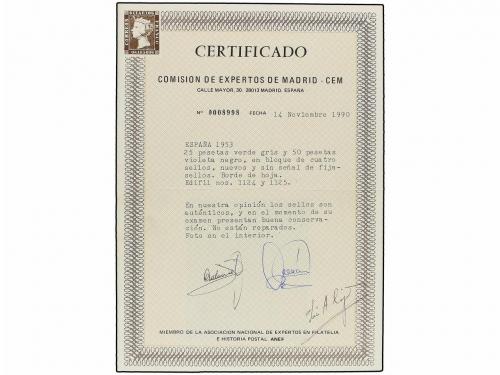 CERTIFICADO
COMISION DE EXPERTOS DE MADRID - CEM
CALLE MAYOR, 30. 28013 MADRID. ESPAÑA
Nº 0008998 FECHA 14 Noviembre 1990
ESPAÑA 1953
25 pesetas verde gris y 50 pesetas
violeta negro, en bloque de cuatro
sellos, nuevos y sin señal de fija-
sellos. Borde de hoja.
Edifil nos. 1124 y 1125.
En nuestra opinión los sellos son
auténticos, y en el momento de su
examen presentan buena conserva-
ción. No están reparados.
Foto en el interior.
MIEMBRO DE LA ASOCIACION NACIONAL DE EXPERTOS EN FILATELIA
E HISTORIA POSTAL. ANEF